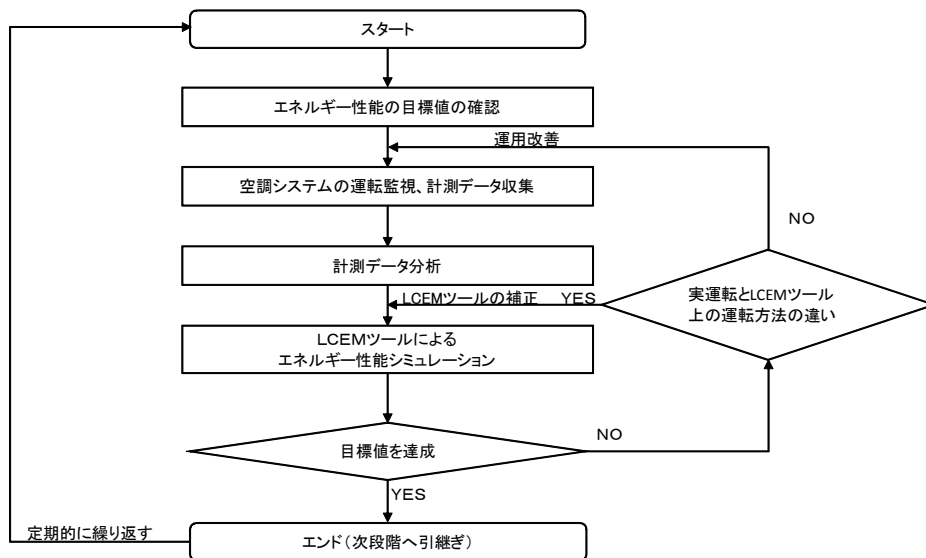 スタート
エネルギー性能の目標値の確認
運用改善
空調システムの運転監視、計測データ収集
NO
計測データ分析
LCEMツールの補正 YES
実運転とLCEMツール
上の運転方法の違い
LCEMツールによる
エネルギー性能シミュレーション
NO
目標値を達成
YES
定期的に繰り返す
エンド(次段階へ引継ぎ)